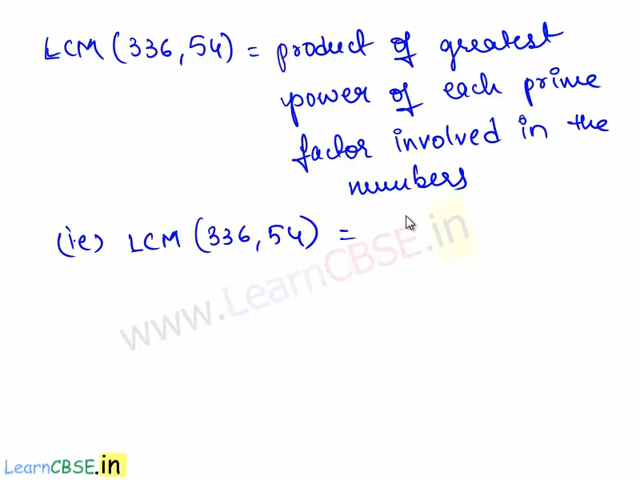 LCM (336, 54) = product of greatest
power of each prime
factor involved in the
numbers
(ie) LCM (336, 54) =
www.LearnCBSE.in
LearnCBSE.in